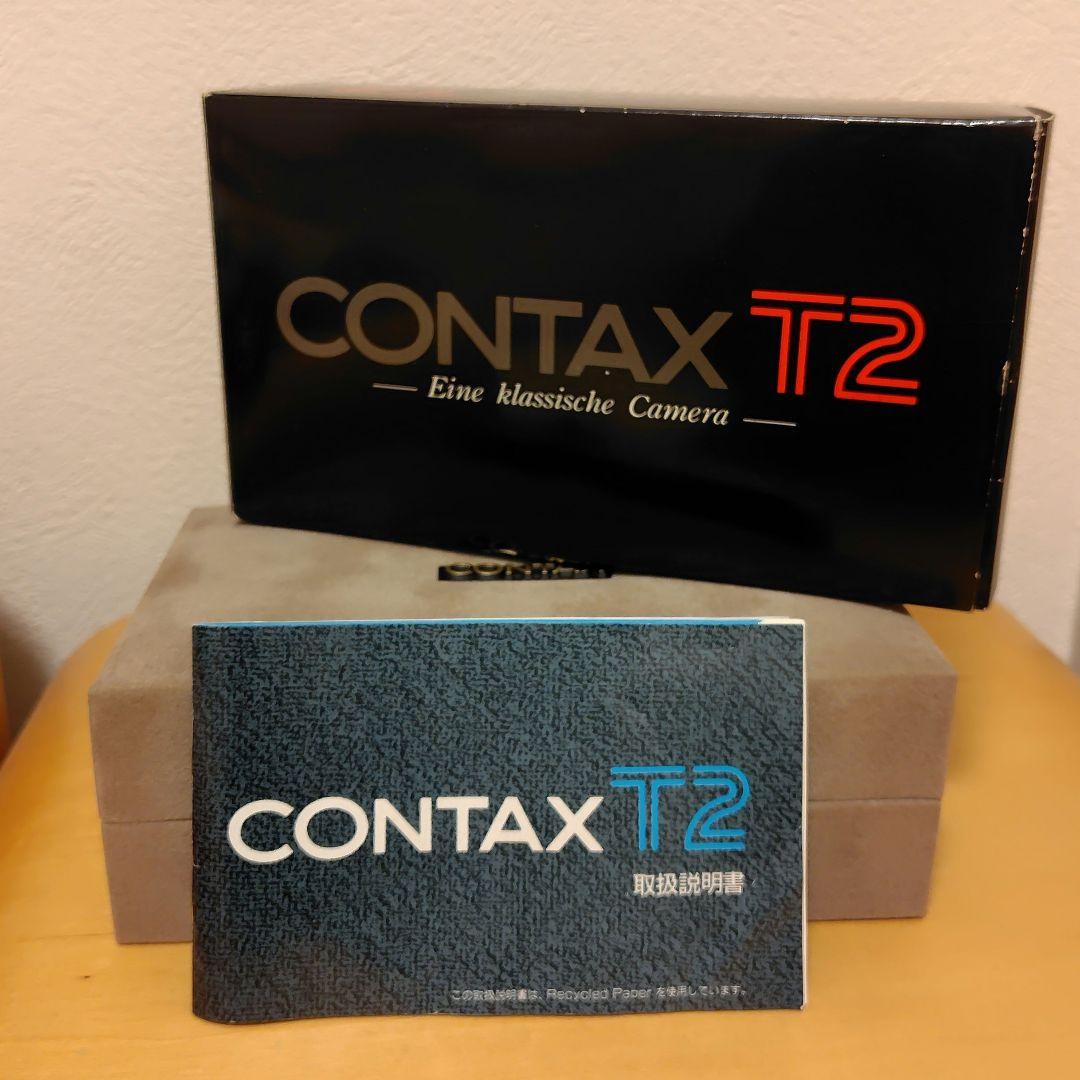 CONTAX T2
— Eine klassische Camera —
CONTAX T2
取扱説明書
この取扱説明書は、Recycled Paper を使用しています。